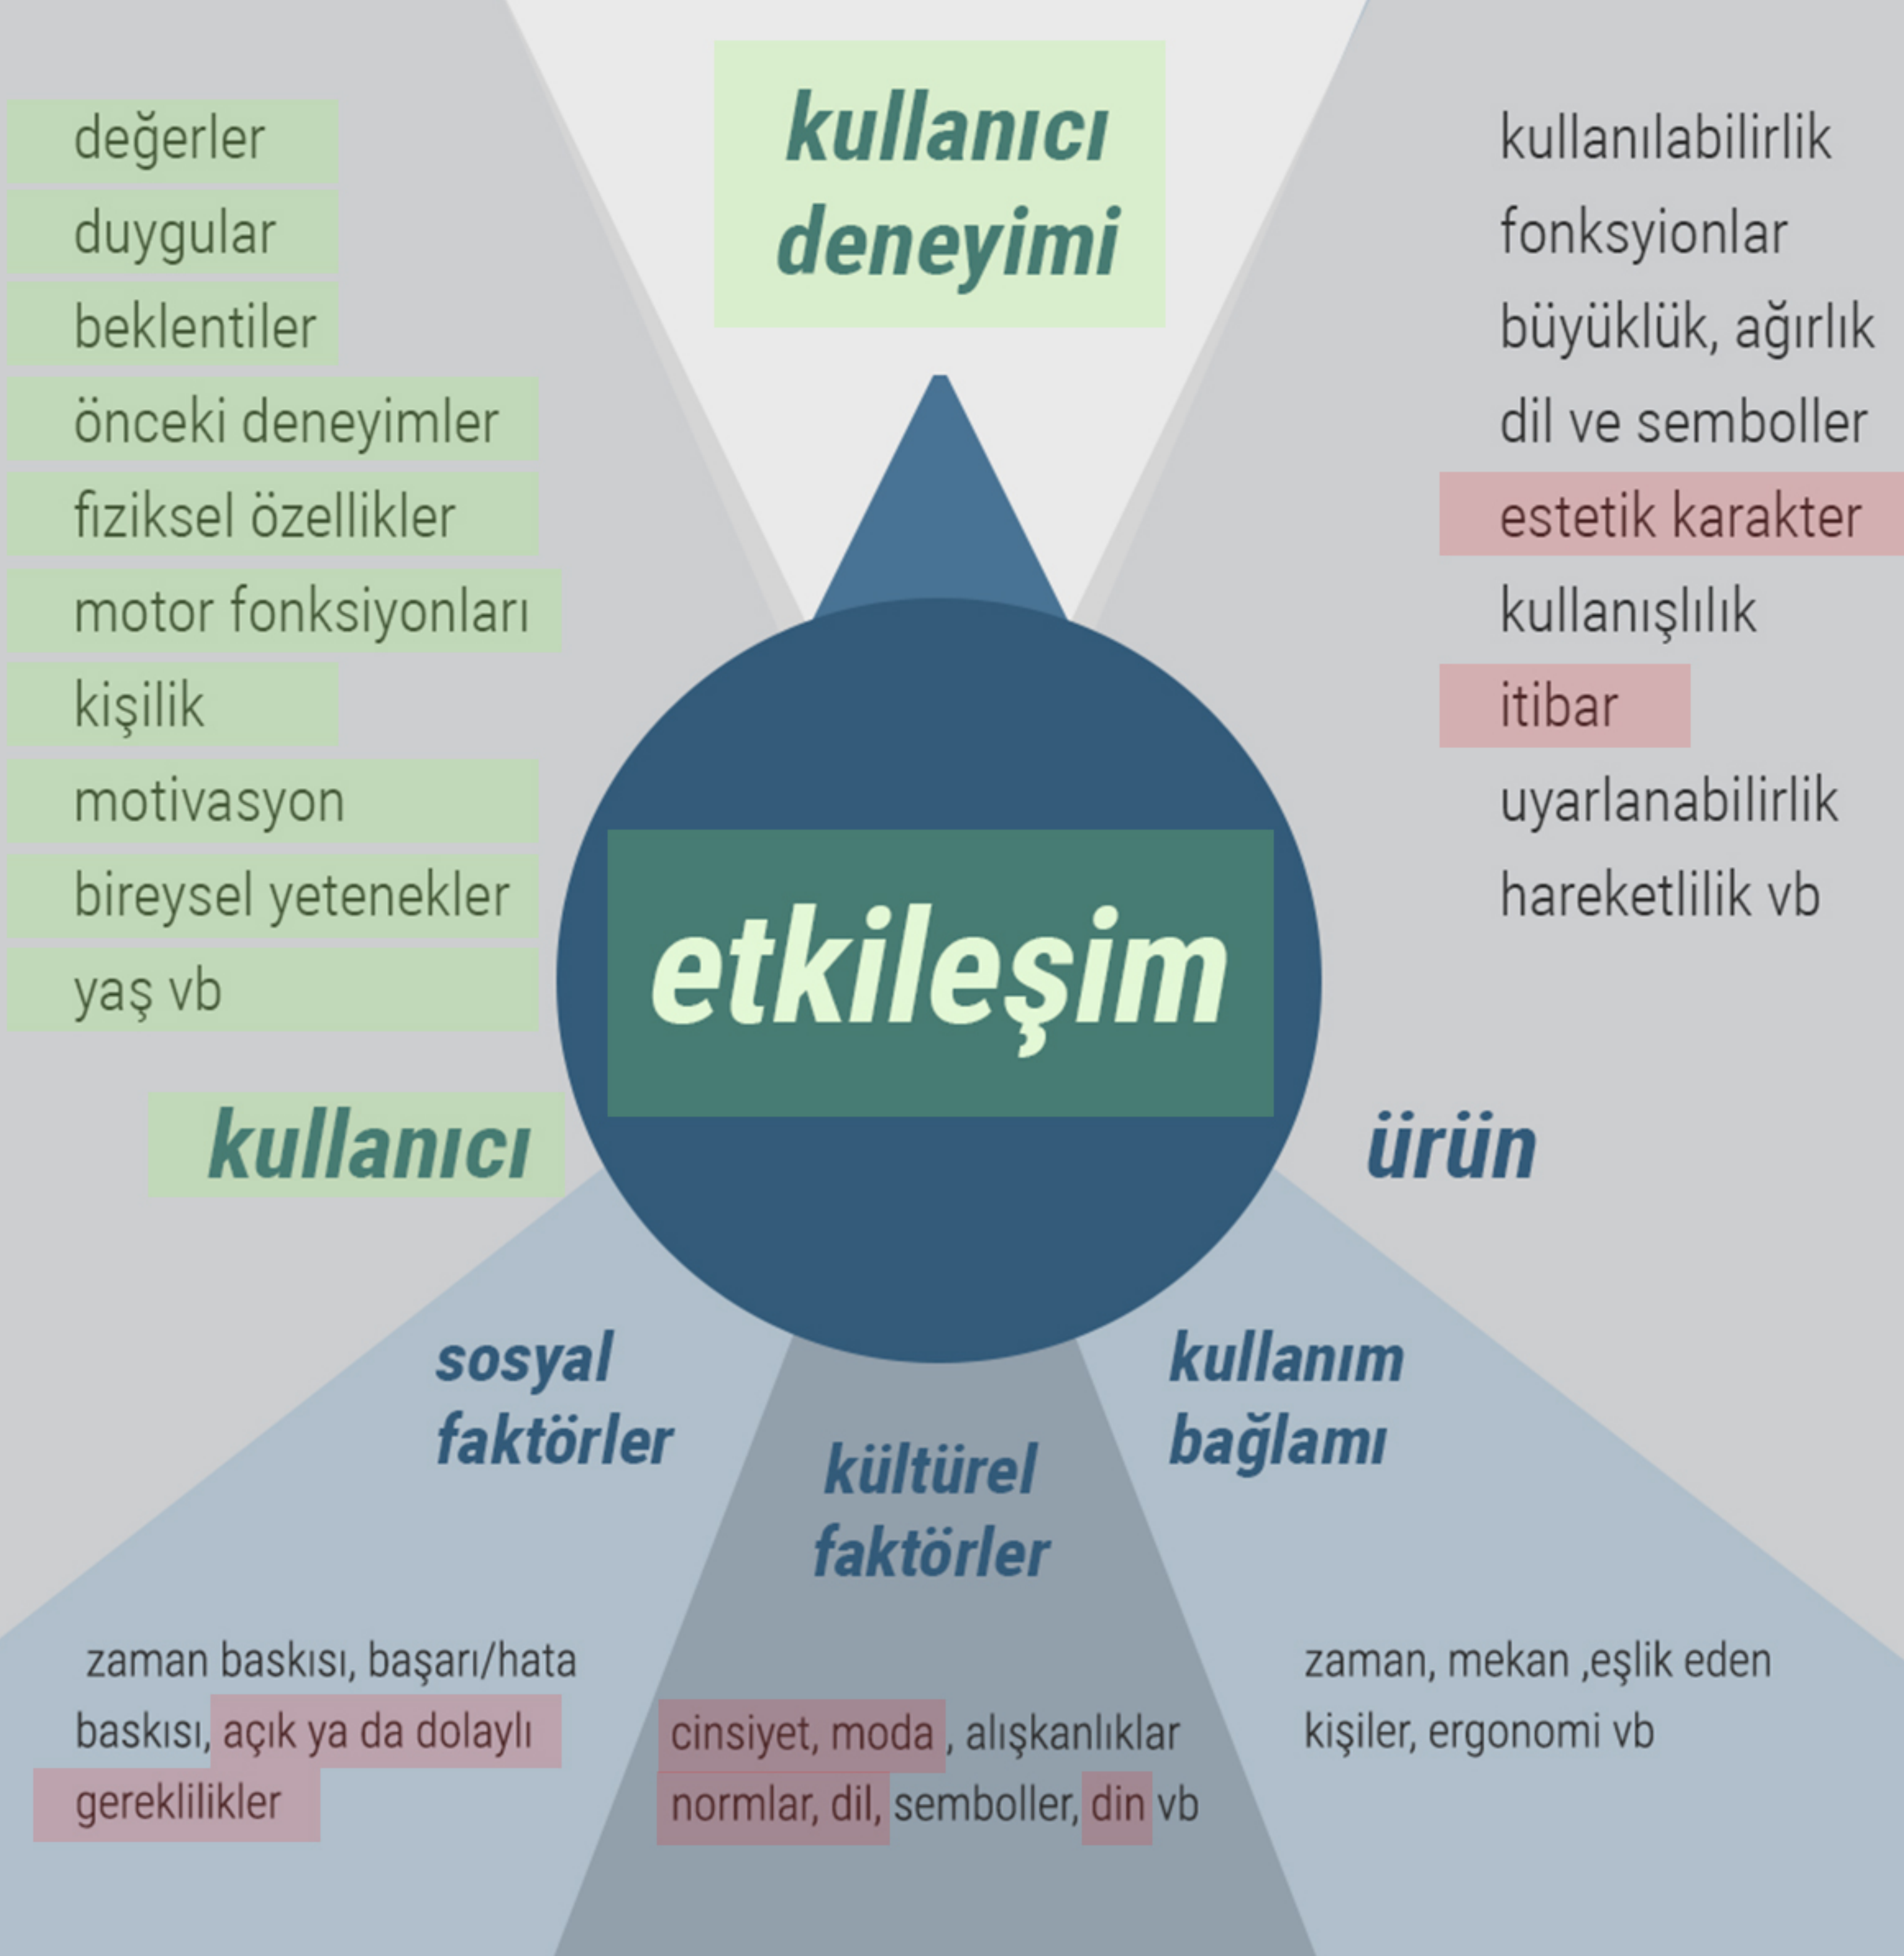 kullanıcı
deneyimi
değerler
duygular
beklentiler
önceki deneyimler
fiziksel özellikler
motor fonksiyonları
kişilik
motivasyon
bireysel yetenekler
yaş vb
kullanıcı
etkileşim
kullanılabilirlik
fonksyionlar
büyüklük, ağırlık
dil ve semboller
estetik karakter
kullanışlılık
itibar
uyarlanabilirlik
hareketlilik vb
ürün
sosyal
faktörler
zaman baskısı, başarı/hata
baskısı, açık ya da dolaylı
gereklilikler
kültürel
faktörler
cinsiyet, moda , alışkanlıklar
normlar, dil, semboller, din vb
kullanım
bağlamı
zaman, mekan ,eşlik eden
kişiler, ergonomi vb